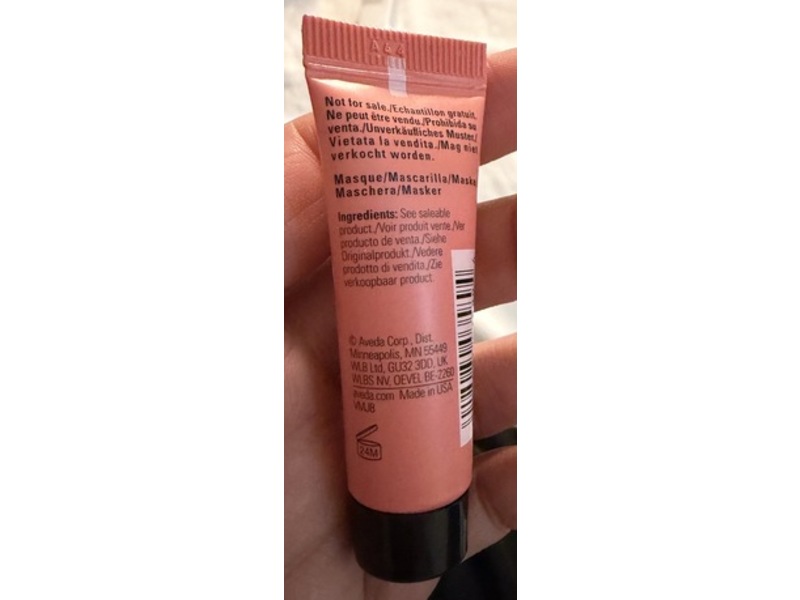 A64
Not for sale./Echantillon gratuit,
Ne peut être vendu./Prohibida su
venta./Unverkäufliches Muster./
Vietata la vendita./Mag niet
verkocht worden.
Masque/Mascarilla/Maske
Maschera/Masker
Ingredients: See saleable
product./Voir produit vente./Ver
producto de venta./Siehe
Originalprodukt./Vedere
prodotto di vendita./Zie
verkoopbaar product.
© Aveda Corp., Dist.
Minneapolis, MN 55449
WLB Ltd, GU32 3DD, UK
WLBS NV, OEVEL BE-2260
aveda.com Made in USA
VMJ8
24M